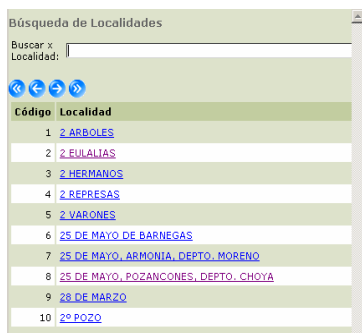 Búsqueda de Localidades
Buscar x
Localidad:
Código Localidad
1 2 ARBOLES
2 2 EULALIAS
3 2 HERMANOS
4 2 REPRESAS
5 2 VARONES
6 25 DE MAYO DE BARNEGAS
7 25 DE MAYO, ARMONIA, DEPTO. MORENO
8 25 DE MAYO, POZANCONES, DEPTO. CHOYA
9 28 DE MARZO
10 2º POZO